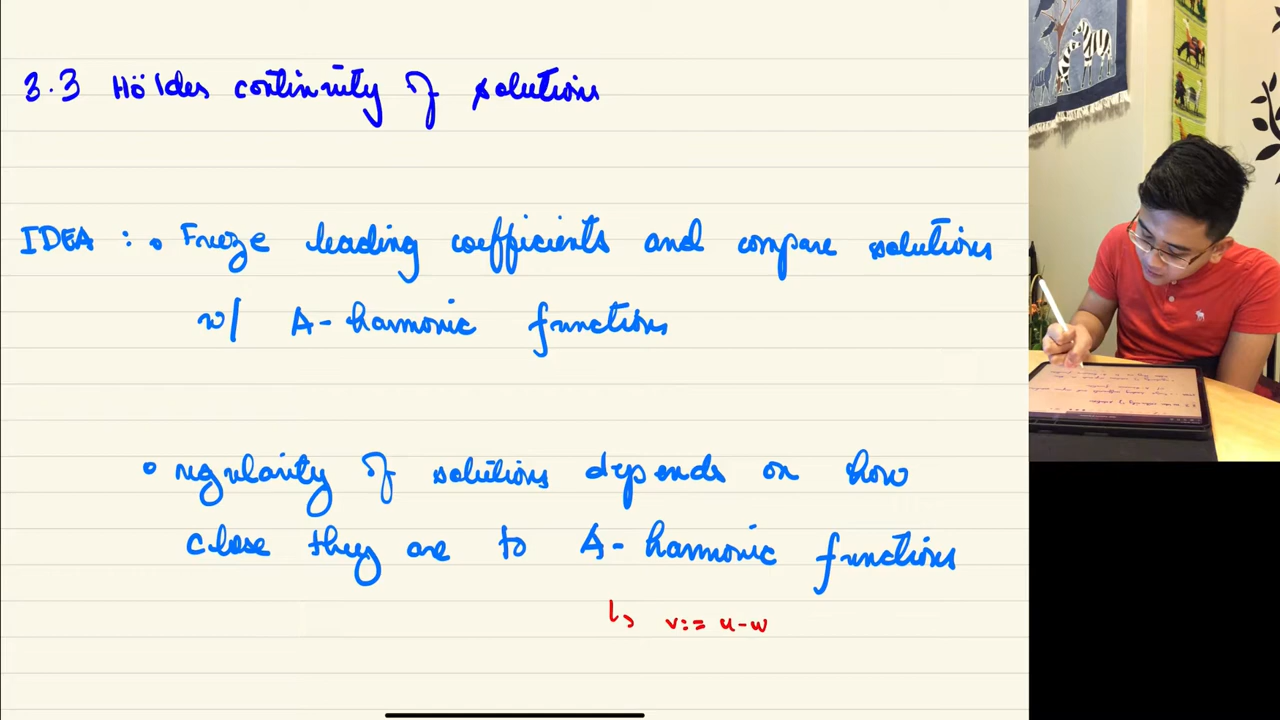 3.3 Hölder continuity of solutions
IDEA : • Freeze leading coefficients and compare solutions
w/ A-harmonic functions
• regularity of solutions depends on how
close they are to A-harmonic functions
↳ v:= u-w